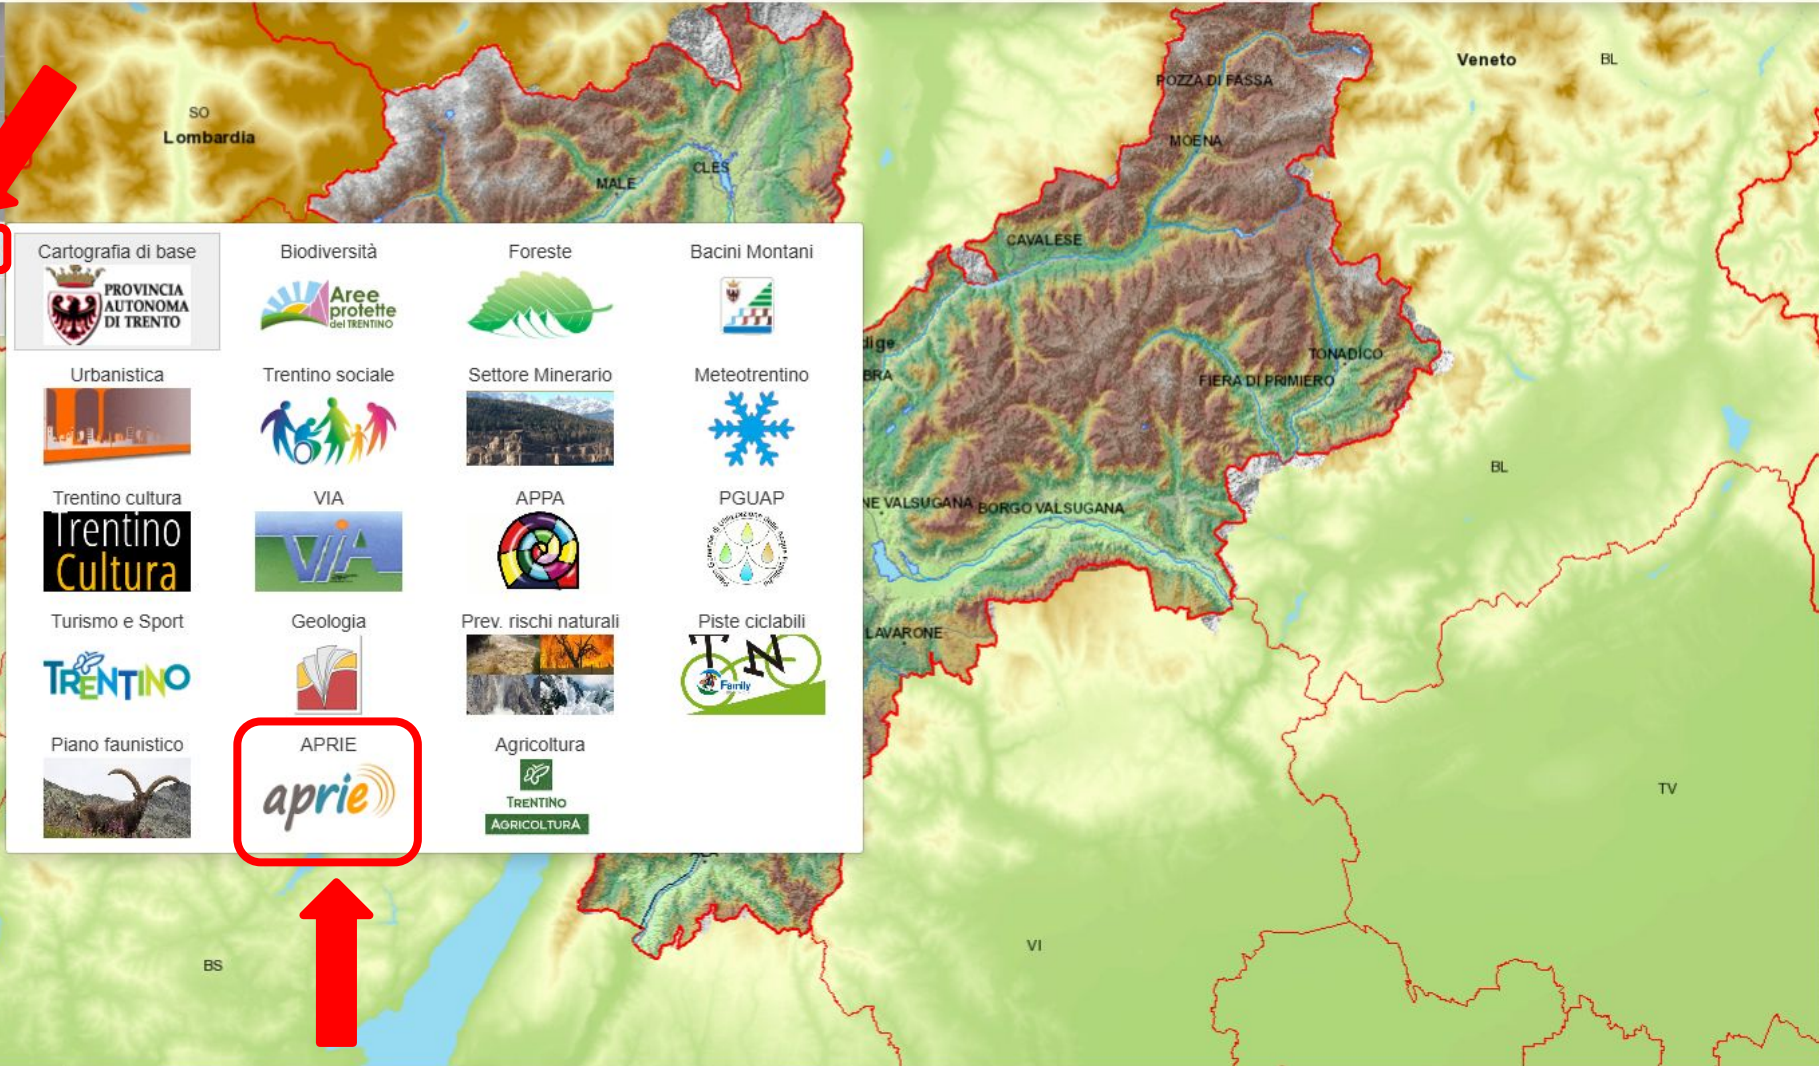 Veneto
BL
POZZA DI FASSA
SO
Lombardia
MOENA
CLES
MALE
CAVALESE
Cartografia di base
Biodiversità
Foreste
Bacini Montani
PROVINCIA
AUTONOMA
DI TRENTO
Aree
protette
del TRENTINO
TONADICO
FIERA DI PRIMIERO
Urbanistica
Trentino sociale
Settore Minerario
Meteotrentino
BL
Trentino cultura
VIA
APPA
PGUAP
NE VALSUGANA
BORGO VALSUGANA
Trentino
Cultura
VIA
Turismo e Sport
Geologia
Prev. rischi naturali
Piste ciclabili
LAVARONE
TRENTINO
T N
Family
Piano faunistico
APRIE
Agricoltura
aprie
TRENTINO
AGRICOLTURA
TV
VI
BS